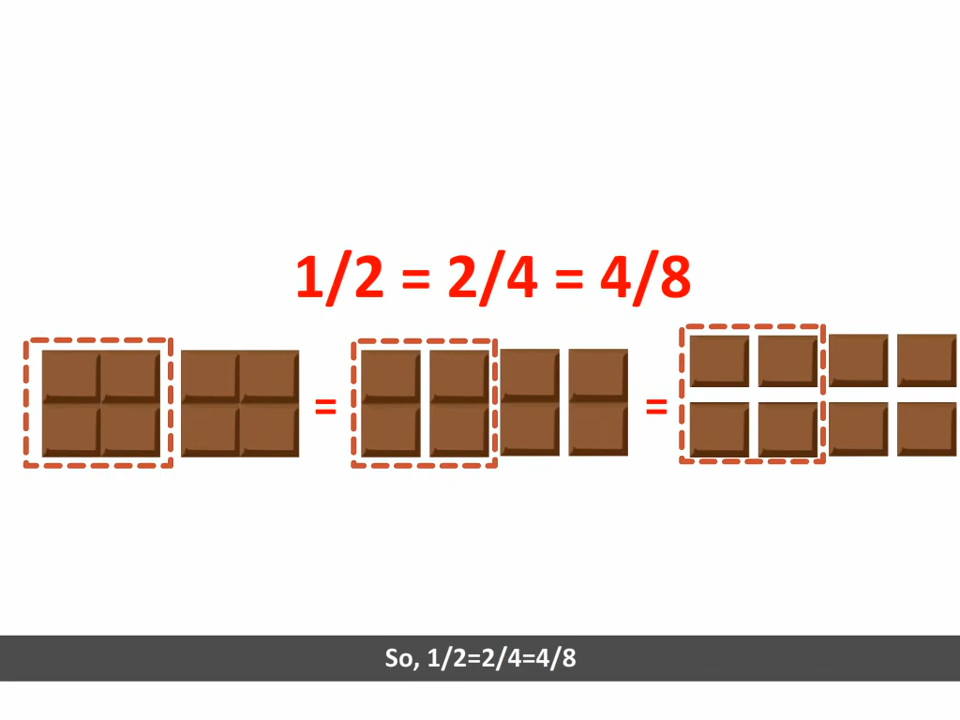 1/2 = 2/4 = 4/8
= =
So, 1/2=2/4=4/8